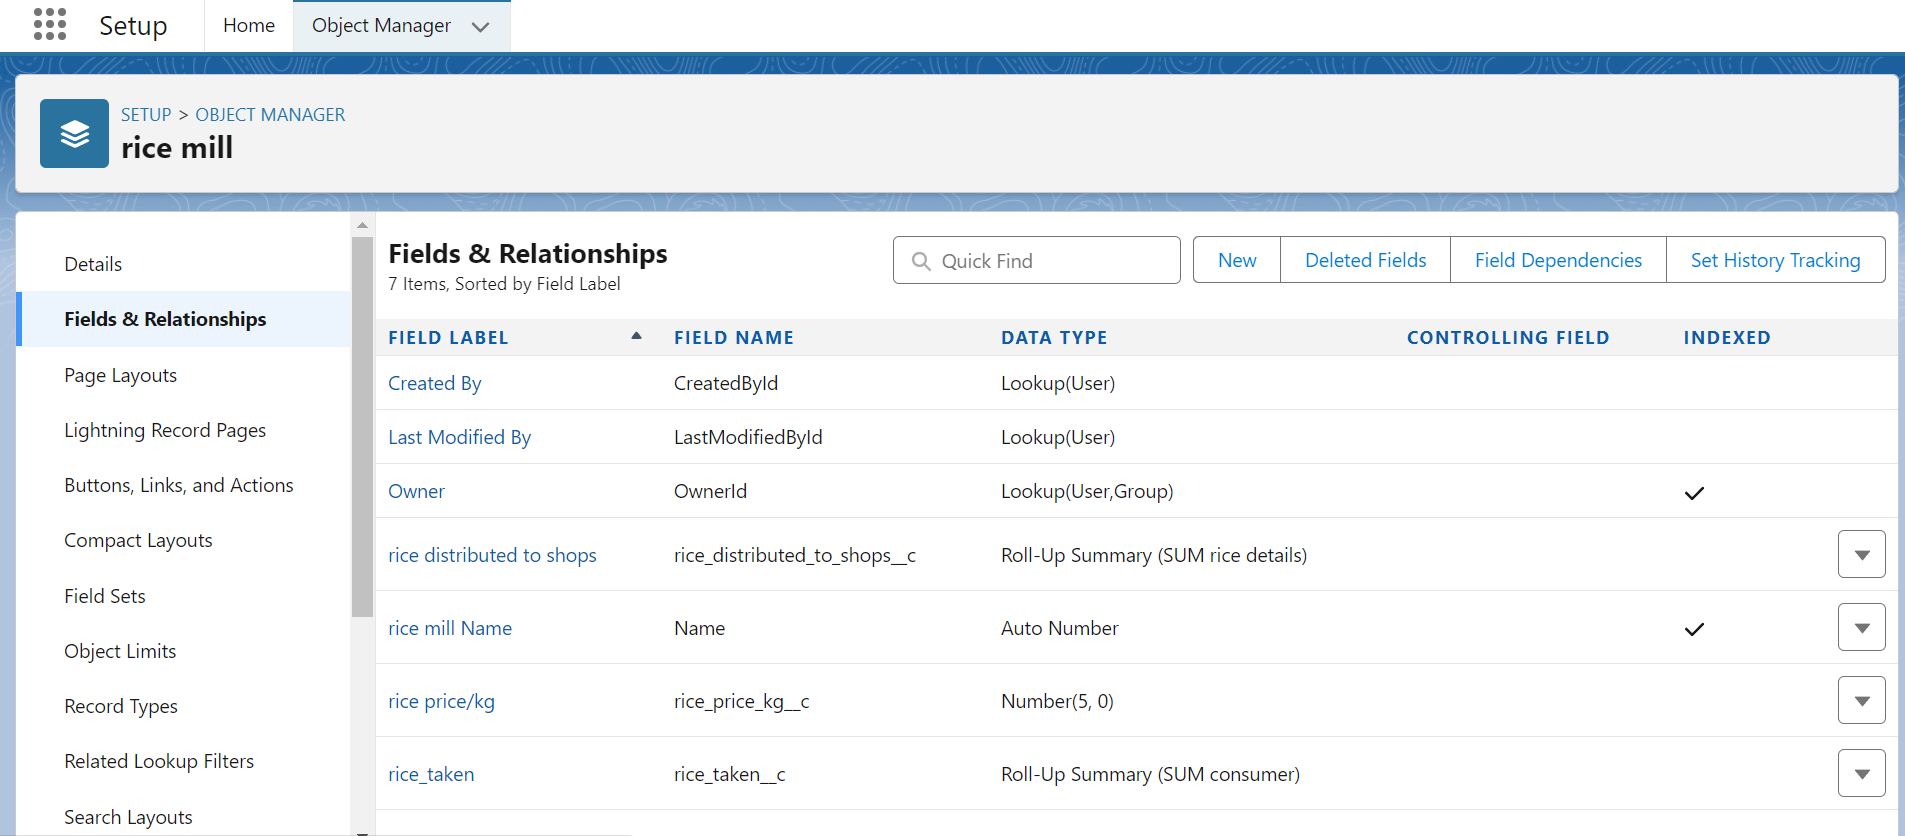 Setup
Home
Object Manager
SETUP > OBJECT MANAGER
rice mill
Details
Fields & Relationships
Page Layouts
Lightning Record Pages
Buttons, Links, and Actions
Compact Layouts
Field Sets
Object Limits
Record Types
Related Lookup Filters
Search Layouts
Fields & Relationships
7 Items, Sorted by Field Label
Quick Find
New
Deleted Fields
Field Dependencies
Set History Tracking
FIELD LABEL FIELD NAME DATA TYPE CONTROLLING FIELD INDEXED
Created By CreatedById Lookup(User)
Last Modified By LastModifiedById Lookup(User)
Owner OwnerId Lookup(User,Group)
rice distributed to shops rice_distributed_to_shops__c Roll-Up Summary (SUM rice details)
rice mill Name Name Auto Number
rice price/kg rice_price_kg__c Number(5, 0)
rice_taken rice_taken__c Roll-Up Summary (SUM consumer)